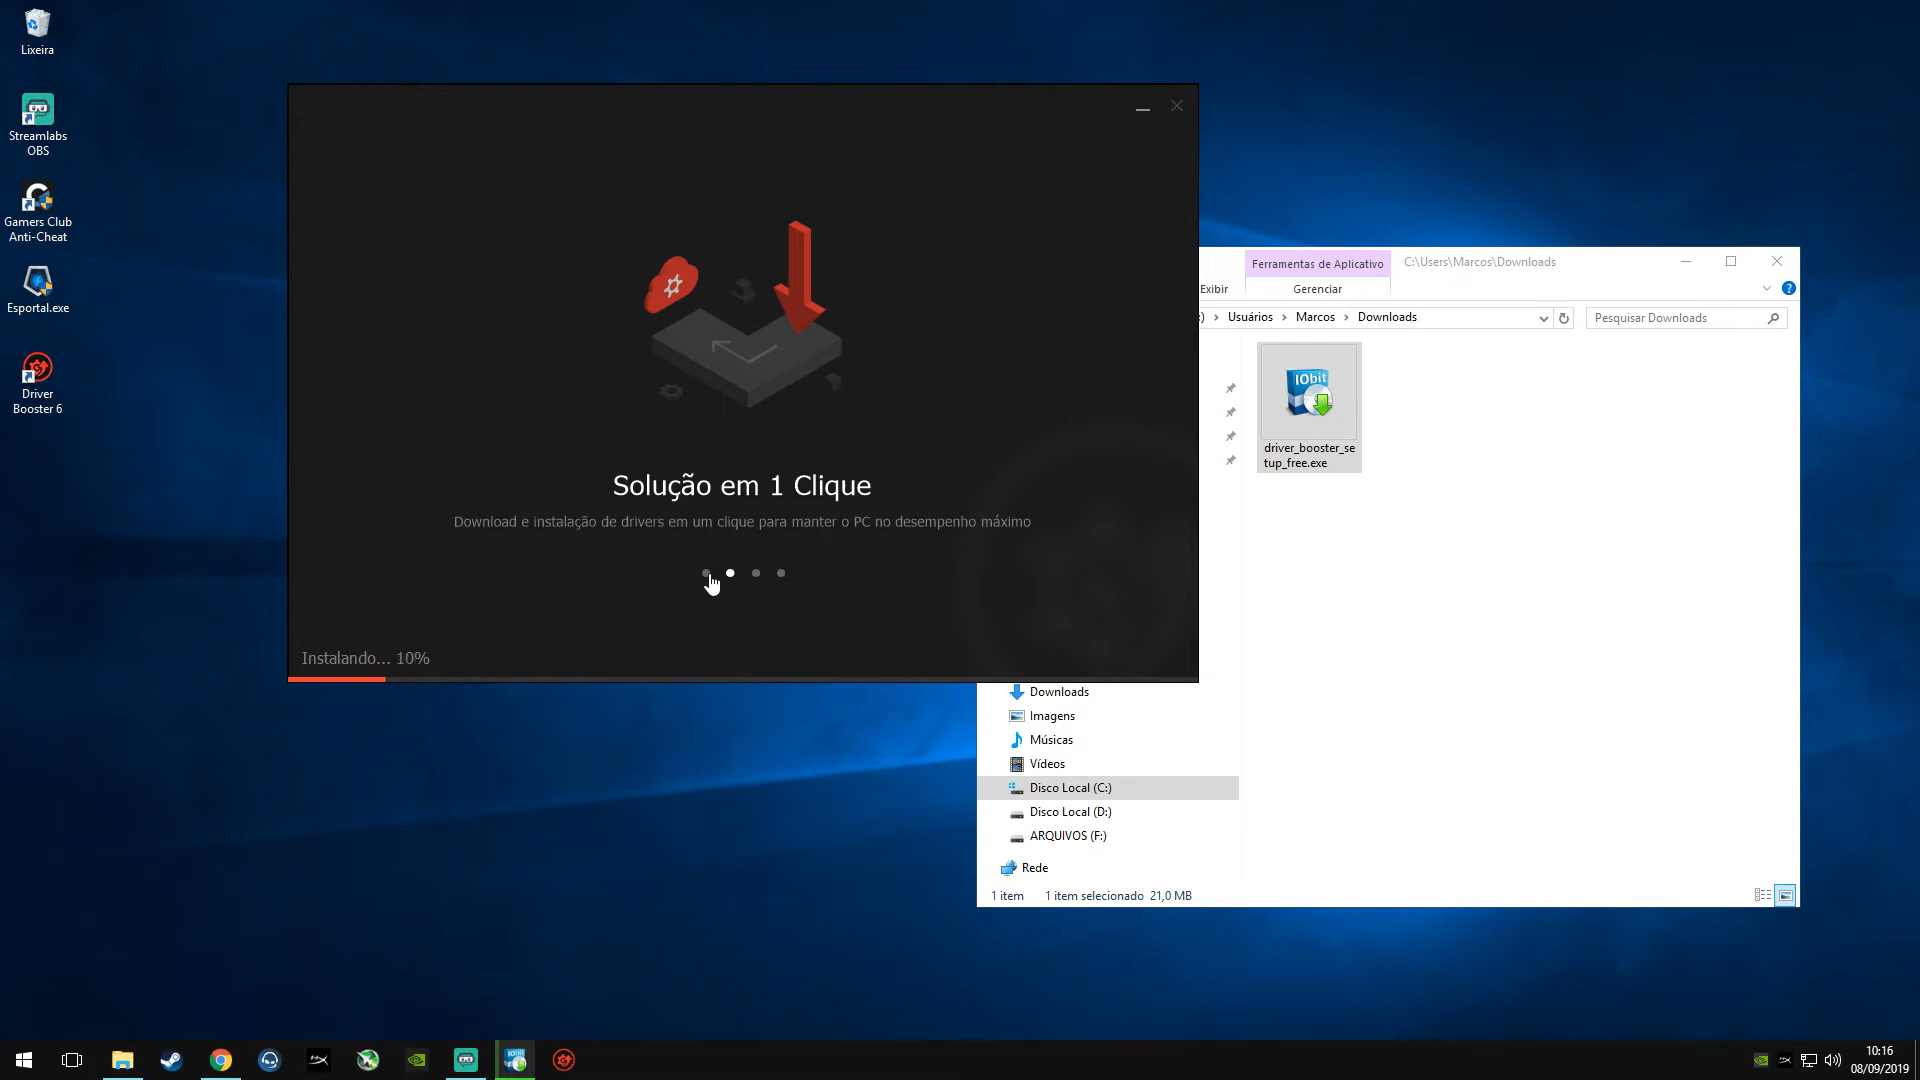 Lixeira
Streamlabs
OBS
Gamers Club
Anti-Cheat
Esportal.exe
Driver
Booster 6
Solução em 1 Clique
Download e instalação de drivers em um clique para manter o PC no desempenho máximo
Instalando... 10%
Ferramentas de Aplicativo
C:\Users\Marcos\Downloads
Exibir
Gerenciar
:) › Usuários › Marcos › Downloads
Pesquisar Downloads
IObit
driver_booster_se
tup_free.exe
Downloads
Imagens
Músicas
Vídeos
Disco Local (C:)
Disco Local (D:)
ARQUIVOS (F:)
Rede
1 item
1 item selecionado 21,0 MB
IObit
10:16
08/09/2019